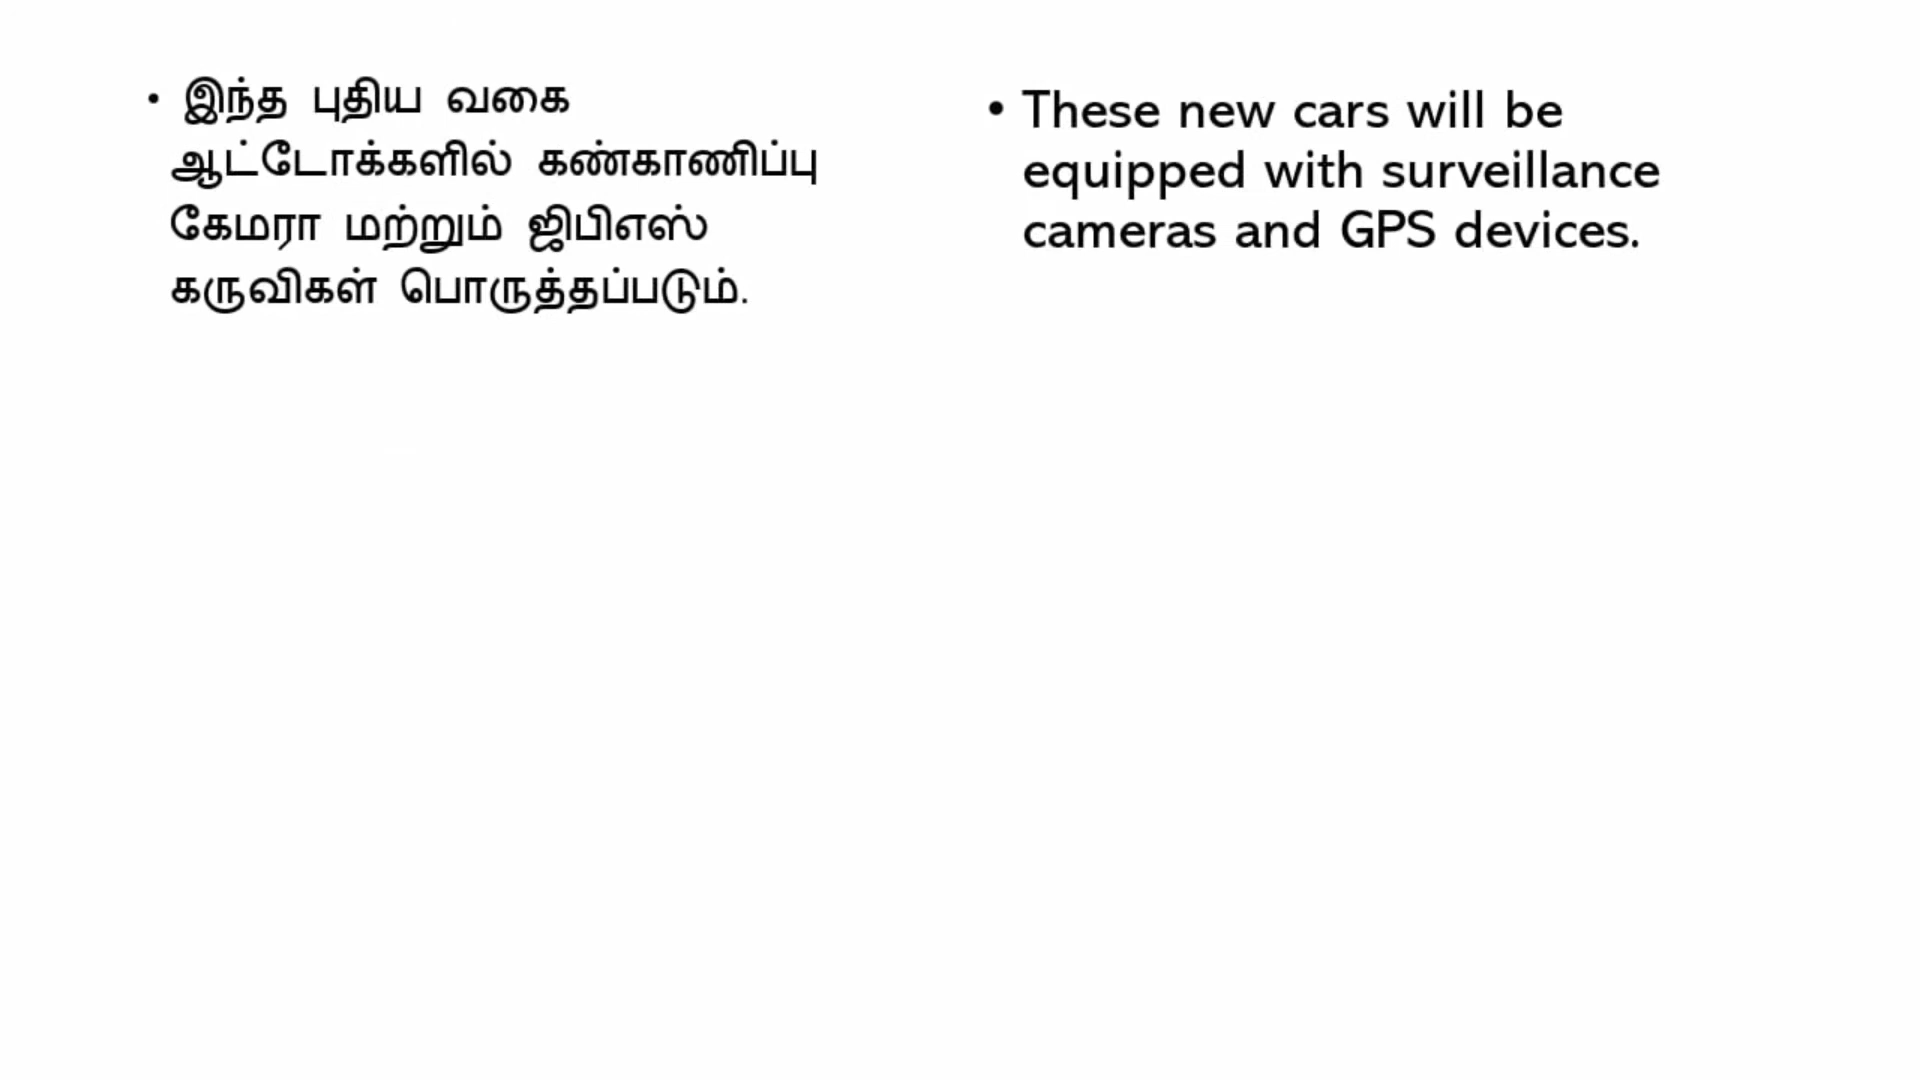 • இந்த புதிய வகை
ஆட்டோக்களில் கண்காணிப்பு
கேமரா மற்றும் ஜிபிஎஸ்
கருவிகள் பொருத்தப்படும்.
• These new cars will be
equipped with surveillance
cameras and GPS devices.